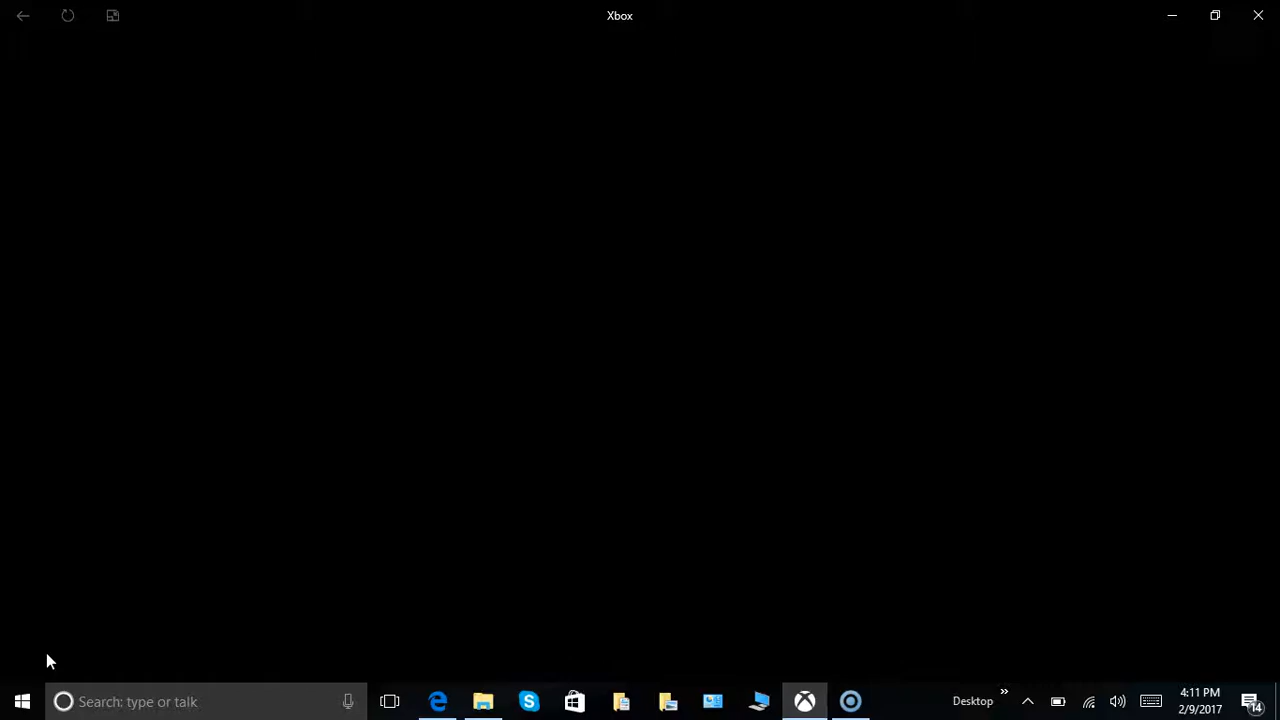 Xbox
Search: type or talk
Desktop
4:11 PM
2/9/2017
14